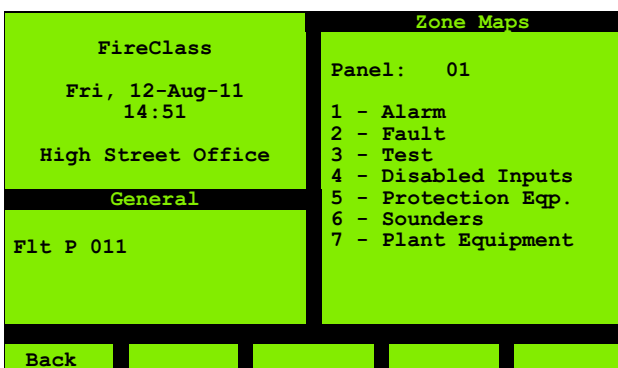 FireClass
Fri, 12-Aug-11
14:51
High Street Office
General
Flt P 011
Zone Maps
Panel: 01
1 - Alarm
2 - Fault
3 - Test
4 - Disabled Inputs
5 - Protection Eqp.
6 - Sounders
7 - Plant Equipment
Back